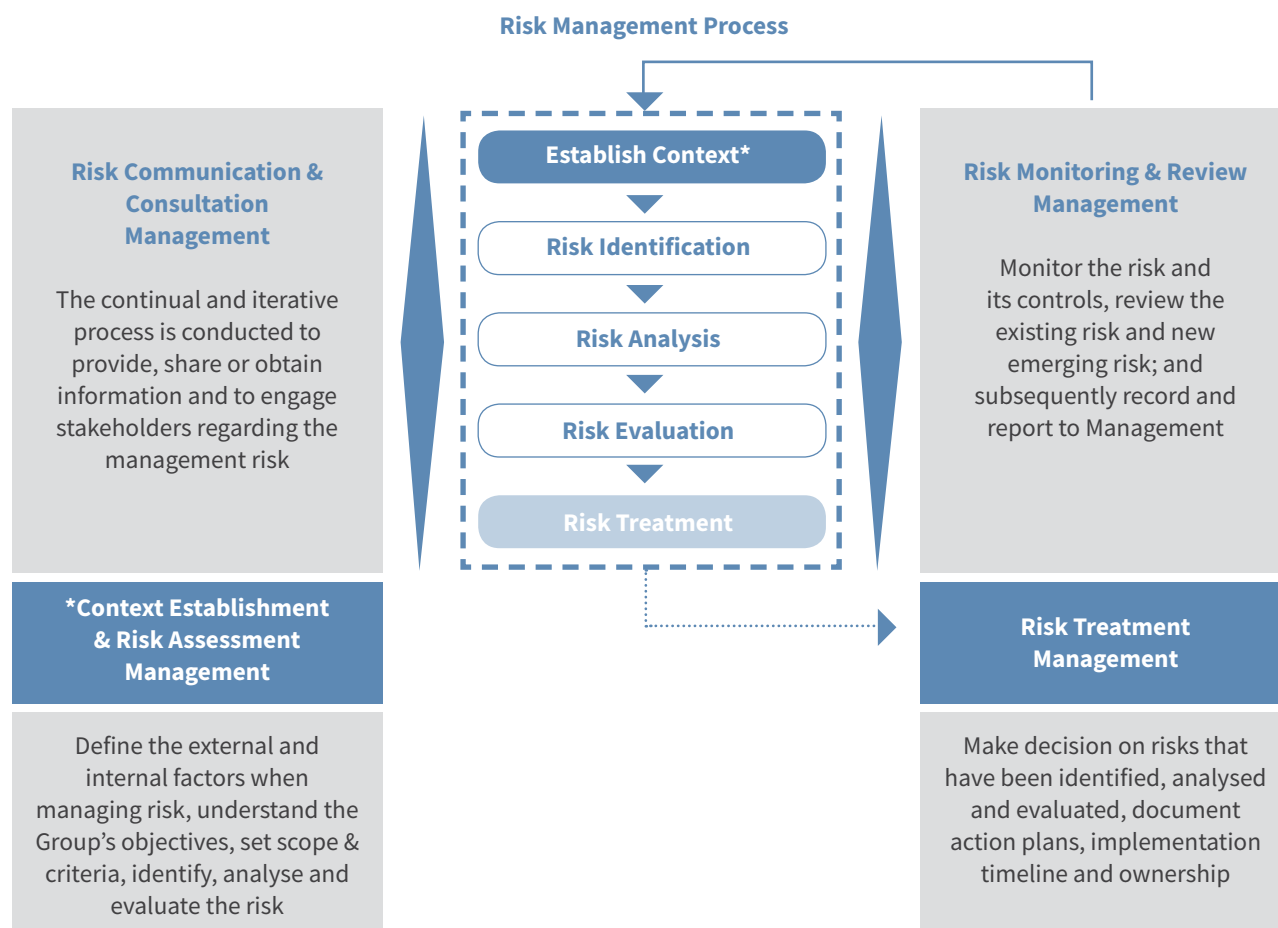 Risk Management Process
Risk Communication &
Consultation
Management
The continual and iterative
process is conducted to
provide, share or obtain
information and to engage
stakeholders regarding the
management risk
Establish Context*
Risk Identification
Risk Analysis
Risk Evaluation
Risk Treatment
Risk Monitoring & Review
Management
Monitor the risk and
its controls, review the
existing risk and new
emerging risk; and
subsequently record and
report to Management
*Context Establishment
& Risk Assessment
Management
Define the external and
internal factors when
managing risk, understand the
Group’s objectives, set scope &
criteria, identify, analyse and
evaluate the risk
Risk Treatment
Management
Make decision on risks that
have been identified, analysed
and evaluated, document
action plans, implementation
timeline and ownership